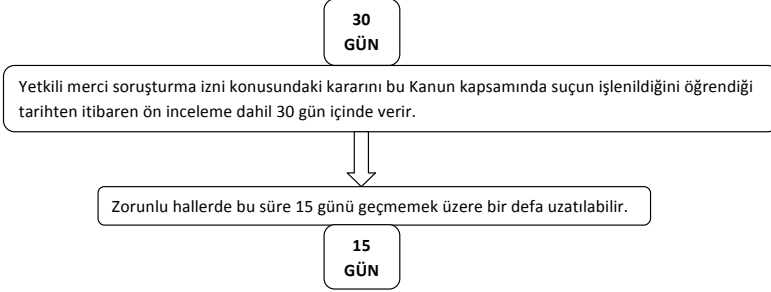 30
GÜN
Yetkili merci soruşturma izni konusundaki kararını bu Kanun kapsamında suçun işlenildiğini öğrendiği
tarihten itibaren ön inceleme dahil 30 gün içinde verir.
Zorunlu hallerde bu süre 15 günü geçmemek üzere bir defa uzatılabilir.
15
GÜN